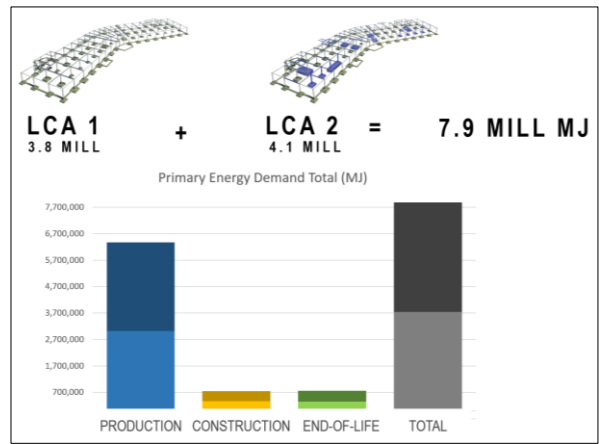 LCA 1 + LCA 2 = 7.9 MILL MJ
3.8 MILL 4.1 MILL
Primary Energy Demand Total (MJ)
7,700,000
6,700,000
5,700,000
4,700,000
3,700,000
2,700,000
1,700,000
700,000
PRODUCTION CONSTRUCTION END-OF-LIFE TOTAL